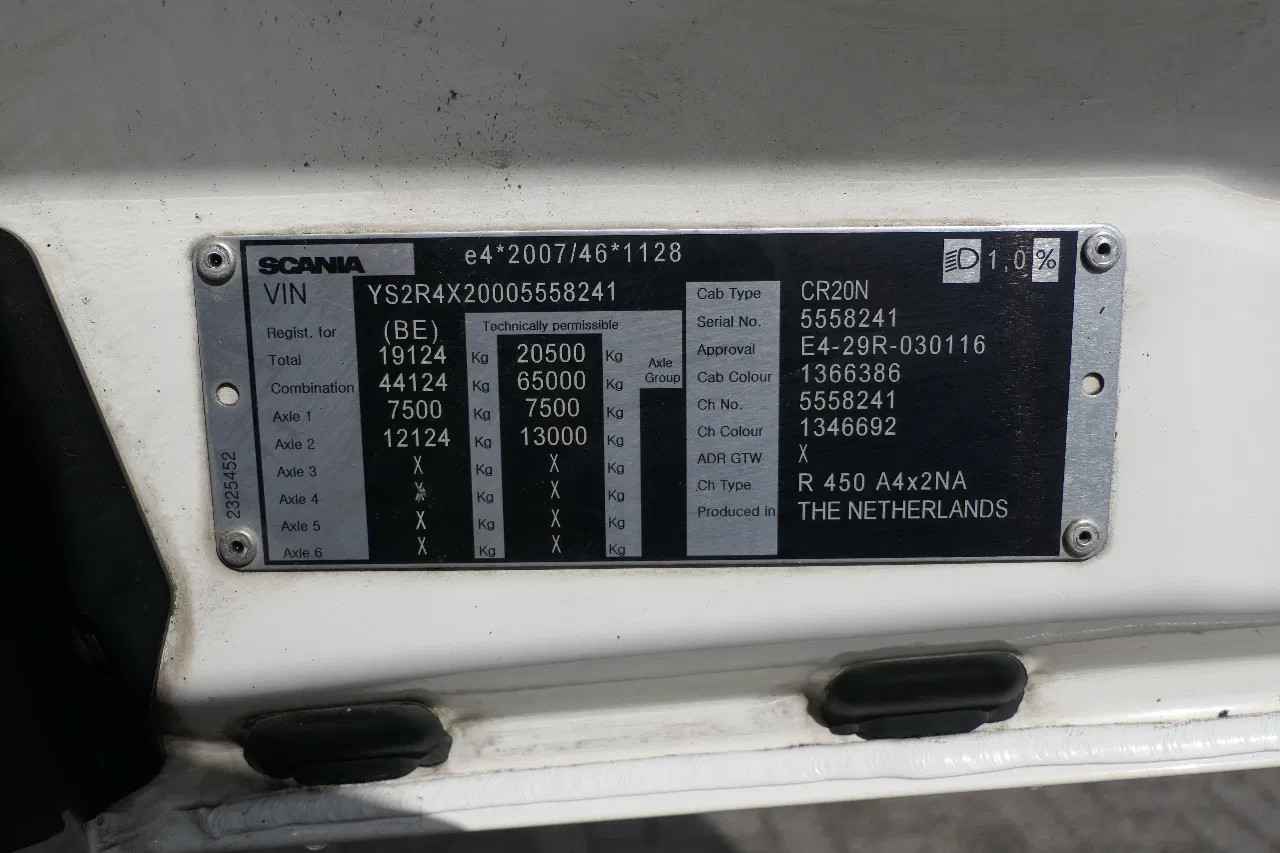 SCANIA e4*2007/46*1128 1,0 %
VIN YS2R4X20005558241
Regist. for (BE) Technically permissible
Total 19124 Kg 20500 Kg Axle Group
Combination 44124 Kg 65000 Kg
Axle 1 7500 Kg 7500 Kg
Axle 2 12124 Kg 13000 Kg
Axle 3 X Kg X Kg
Axle 4 X Kg X Kg
Axle 5 X Kg X Kg
Axle 6 X Kg X Kg
Cab Type CR20N
Serial No. 5558241
Approval E4-29R-030116
Cab Colour 1366386
Ch No. 5558241
Ch Colour 1346692
ADR GTW X
Ch Type R 450 A4x2NA
Produced in THE NETHERLANDS
2325452